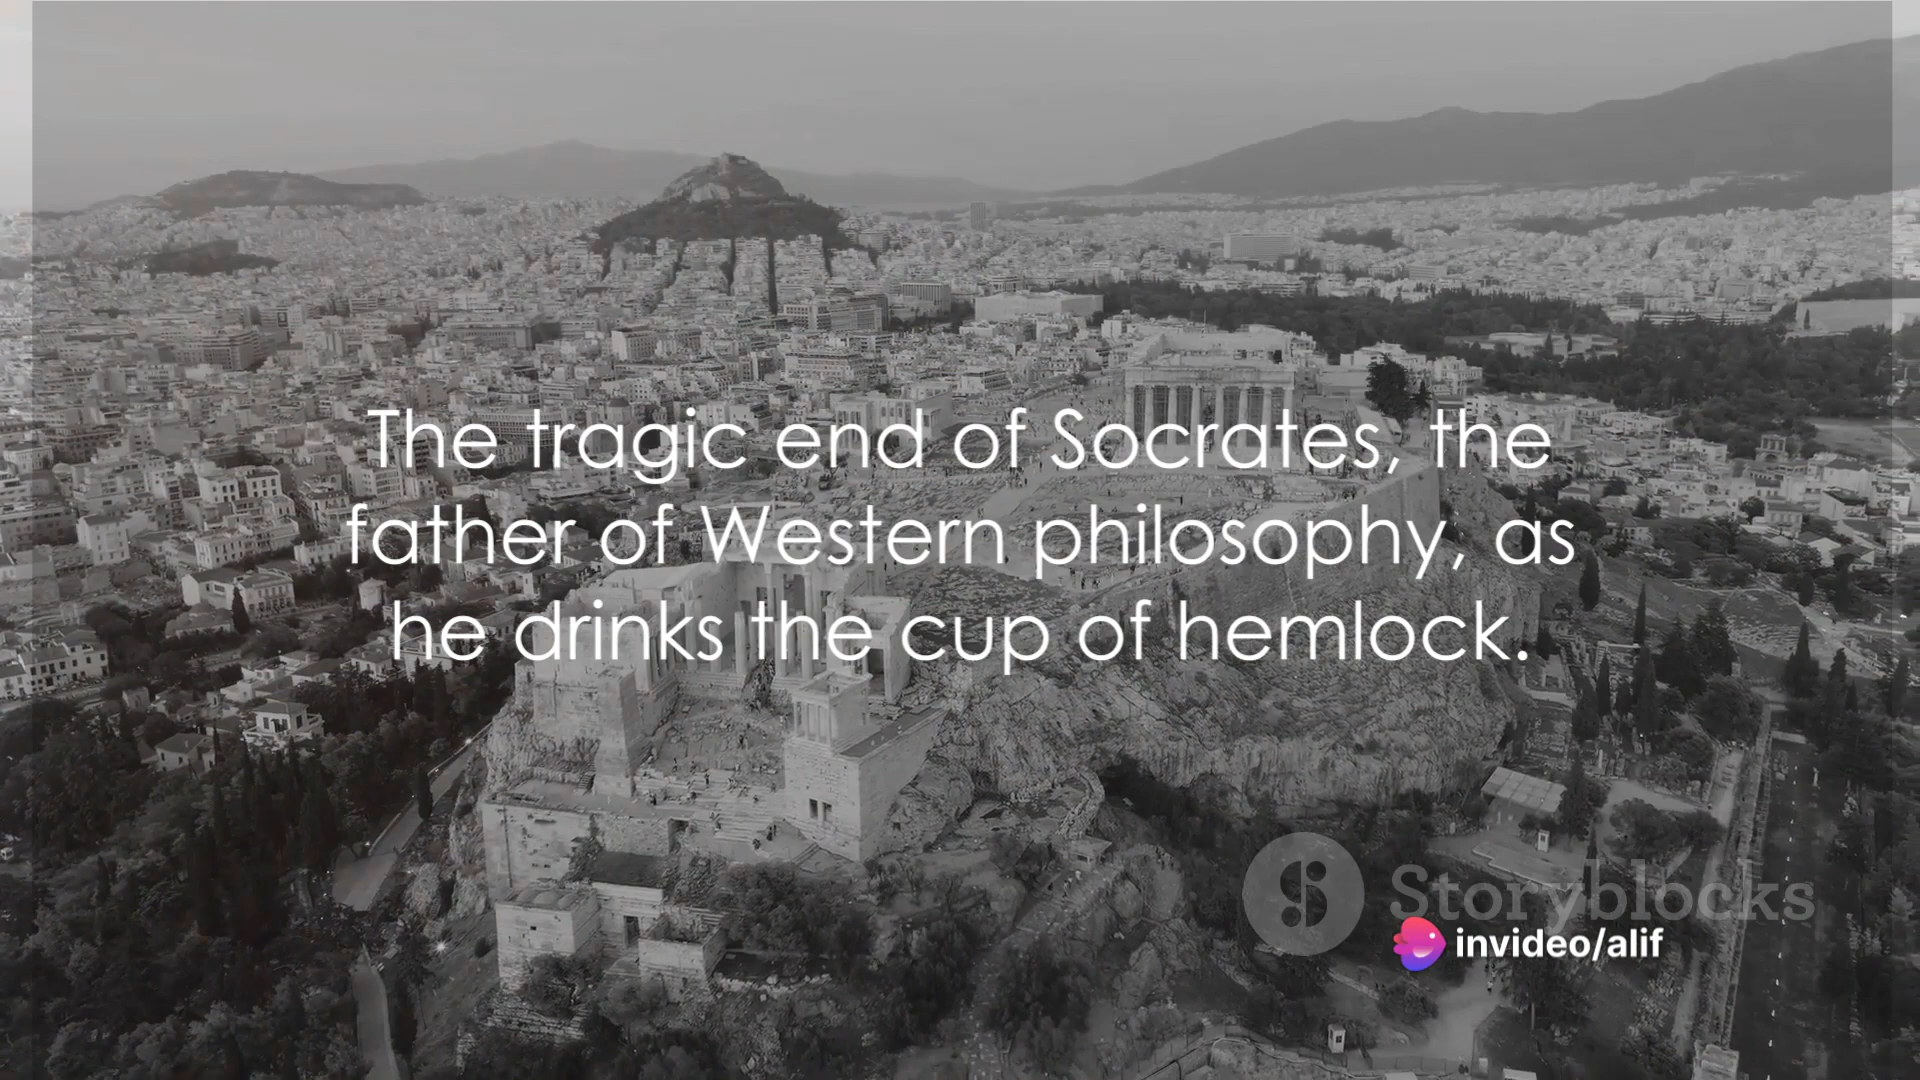 The tragic end of Socrates, the
father of Western philosophy, as
he drinks the cup of hemlock.
Storyblocks
invideo/alif